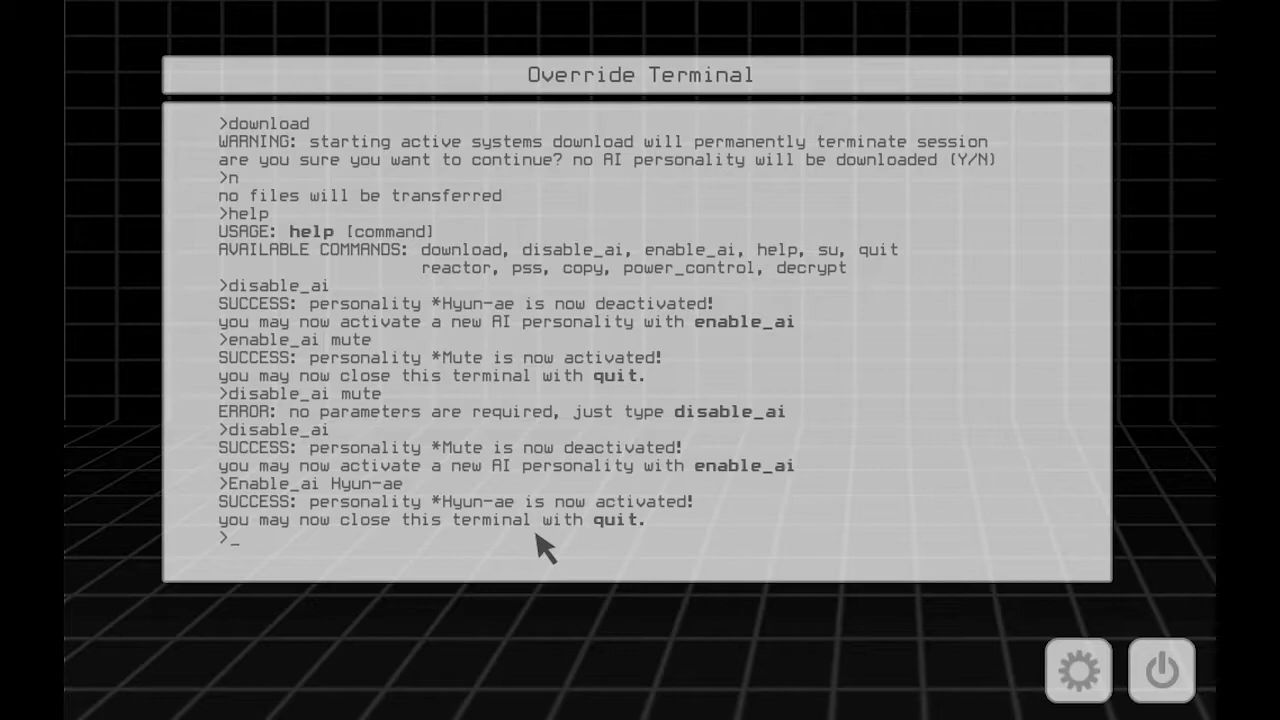 Override Terminal
>download
WARNING: starting active systems download will permanently terminate session
are you sure you want to continue? no AI personality will be downloaded (Y/N)
>n
no files will be transferred
>help
USAGE: help [command]
AVAILABLE COMMANDS: download, disable_ai, enable_ai, help, su, quit
reactor, pss, copy, power_control, decrypt
>disable_ai
SUCCESS: personality *Hyun-ae is now deactivated!
you may now activate a new AI personality with enable_ai
>enable_ai mute
SUCCESS: personality *Mute is now activated!
you may now close this terminal with quit.
>disable_ai mute
ERROR: no parameters are required, just type disable_ai
>disable_ai
SUCCESS: personality *Mute is now deactivated!
you may now activate a new AI personality with enable_ai
>Enable_ai Hyun-ae
SUCCESS: personality *Hyun-ae is now activated!
you may now close this terminal with quit.
>_